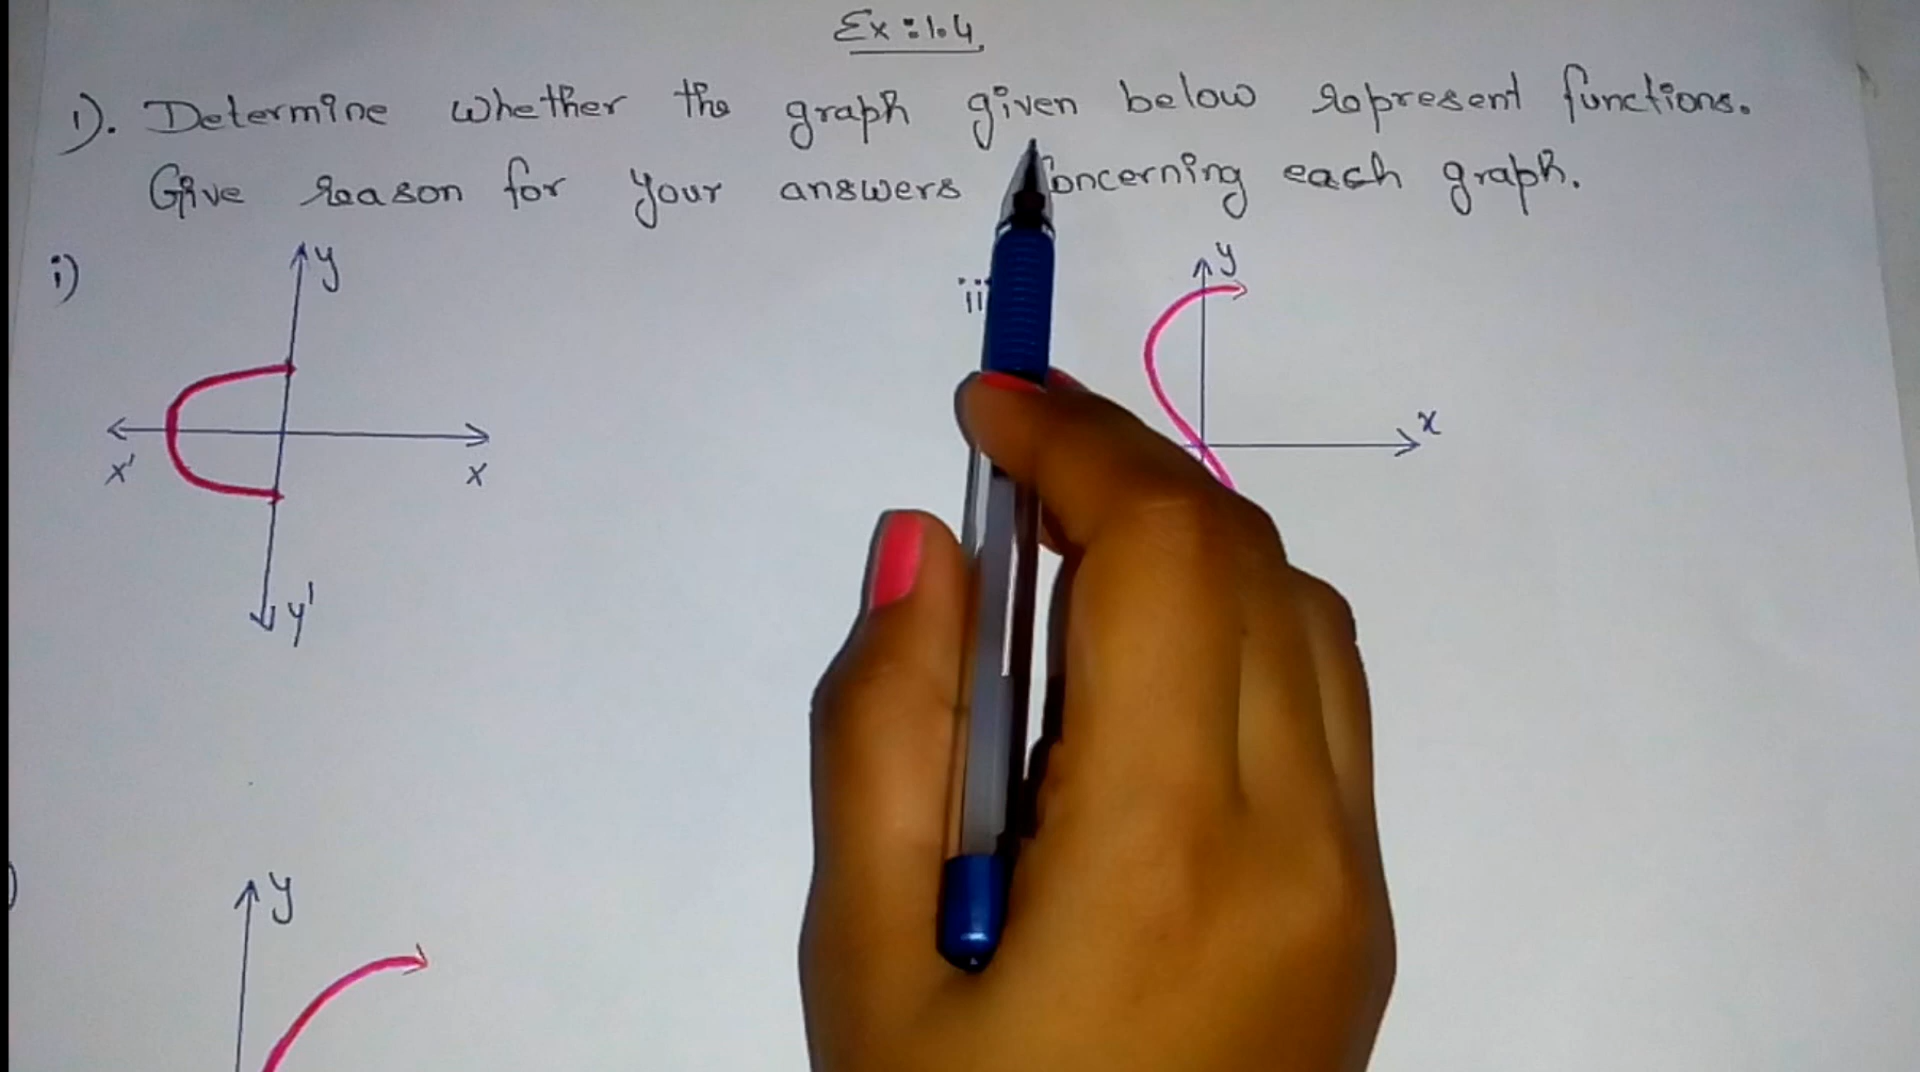 Ex : 1.4
1). Determine whether the graph given below represent functions.
Give reason for your answers concerning each graph.
i)
y
x'
x
y'
ii
y
x
)
y